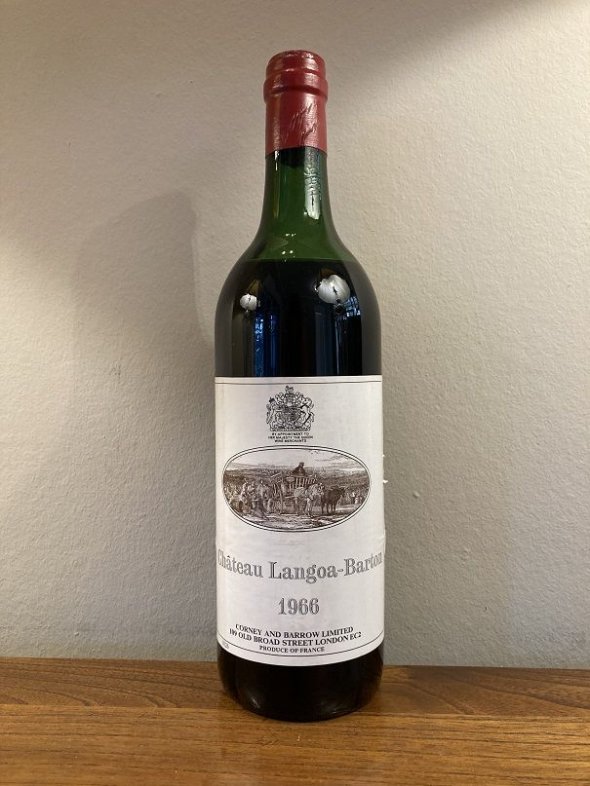 BY APPOINTMENT TO
HER MAJESTY THE QUEEN
WINE MERCHANTS
Château Langoa-Barton
1966
CORNEY AND BARROW LIMITED
109 OLD BROAD STREET LONDON EC2
PRODUCE OF FRANCE